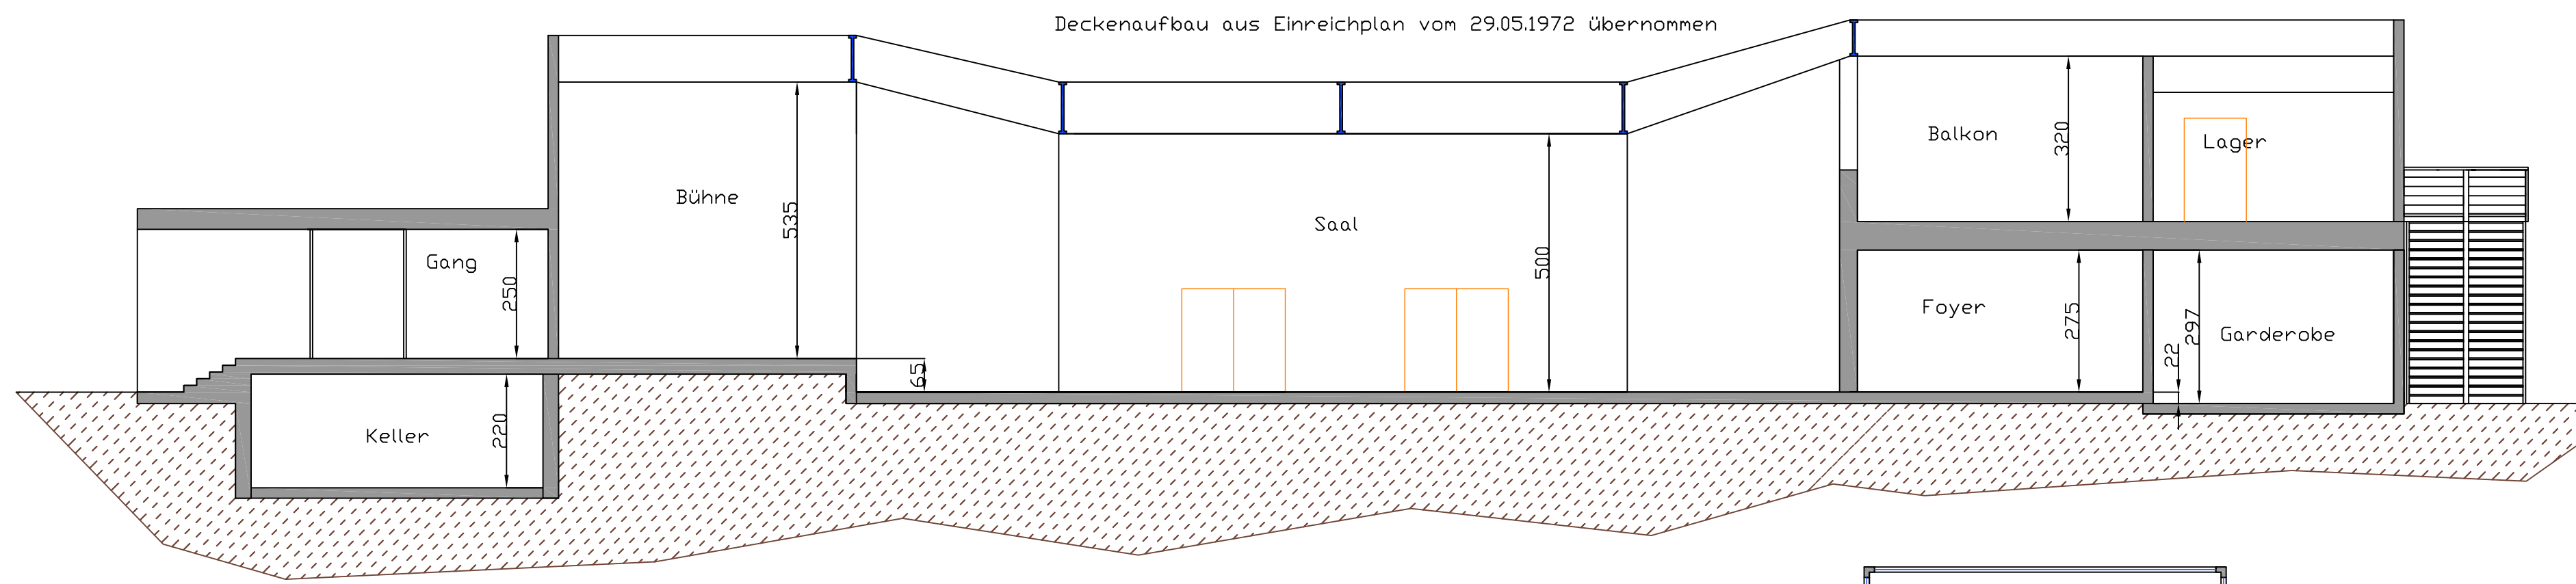 Deckenaufbau aus Einreichplan vom 29.05.1972 übernommen
Balkon
320
Lager
Bühne
535
Saal
500
Gang
250
Foyer
275
297
Garderobe
22
65
Keller
220